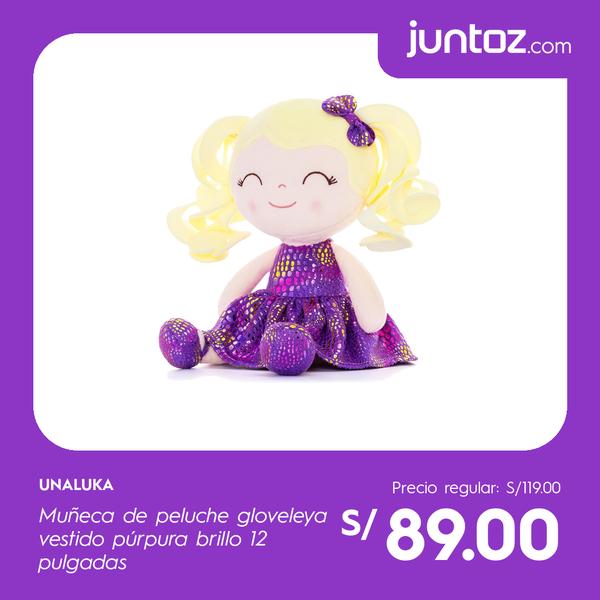 juntoz.com
UNALUKA
Muñeca de peluche gloveleya
vestido púrpura brillo 12
pulgadas
Precio regular: S/119.00
S/89.00